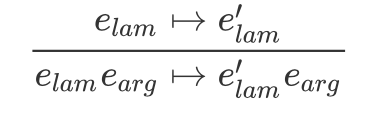 e_{lam} ↦ e'_{lam}
e_{lam} e_{arg} ↦ e'_{lam} e_{arg}